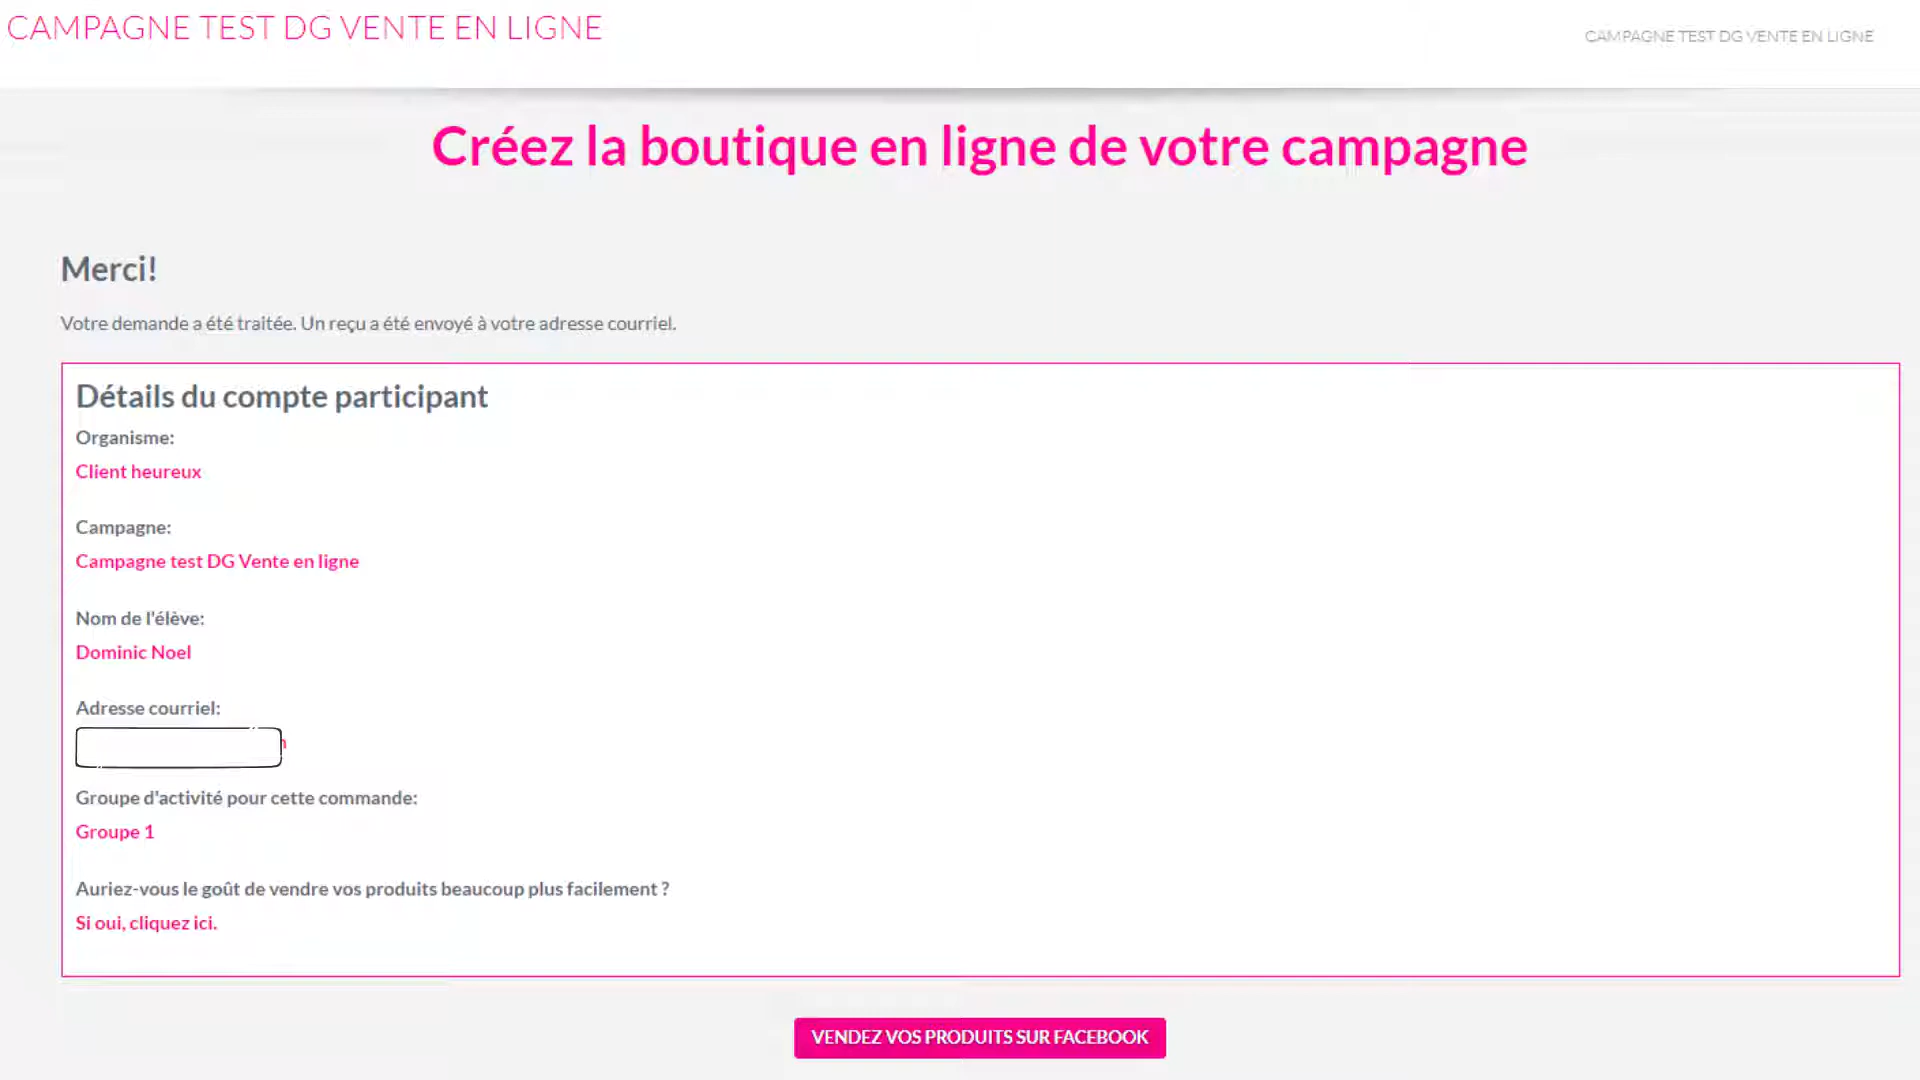 CAMPAGNE TEST DG VENTE EN LIGNE
CAMPAGNE TEST DG VENTE EN LIGNE
Créez la boutique en ligne de votre campagne
Merci!
Votre demande a été traitée. Un reçu a été envoyé à votre adresse courriel.
Détails du compte participant
Organisme:
Client heureux
Campagne:
Campagne test DG Vente en ligne
Nom de l'élève:
Dominic Noel
Adresse courriel:
Groupe d'activité pour cette commande:
Groupe 1
Auriez-vous le goût de vendre vos produits beaucoup plus facilement ?
Si oui, cliquez ici.
VENDEZ VOS PRODUITS SUR FACEBOOK